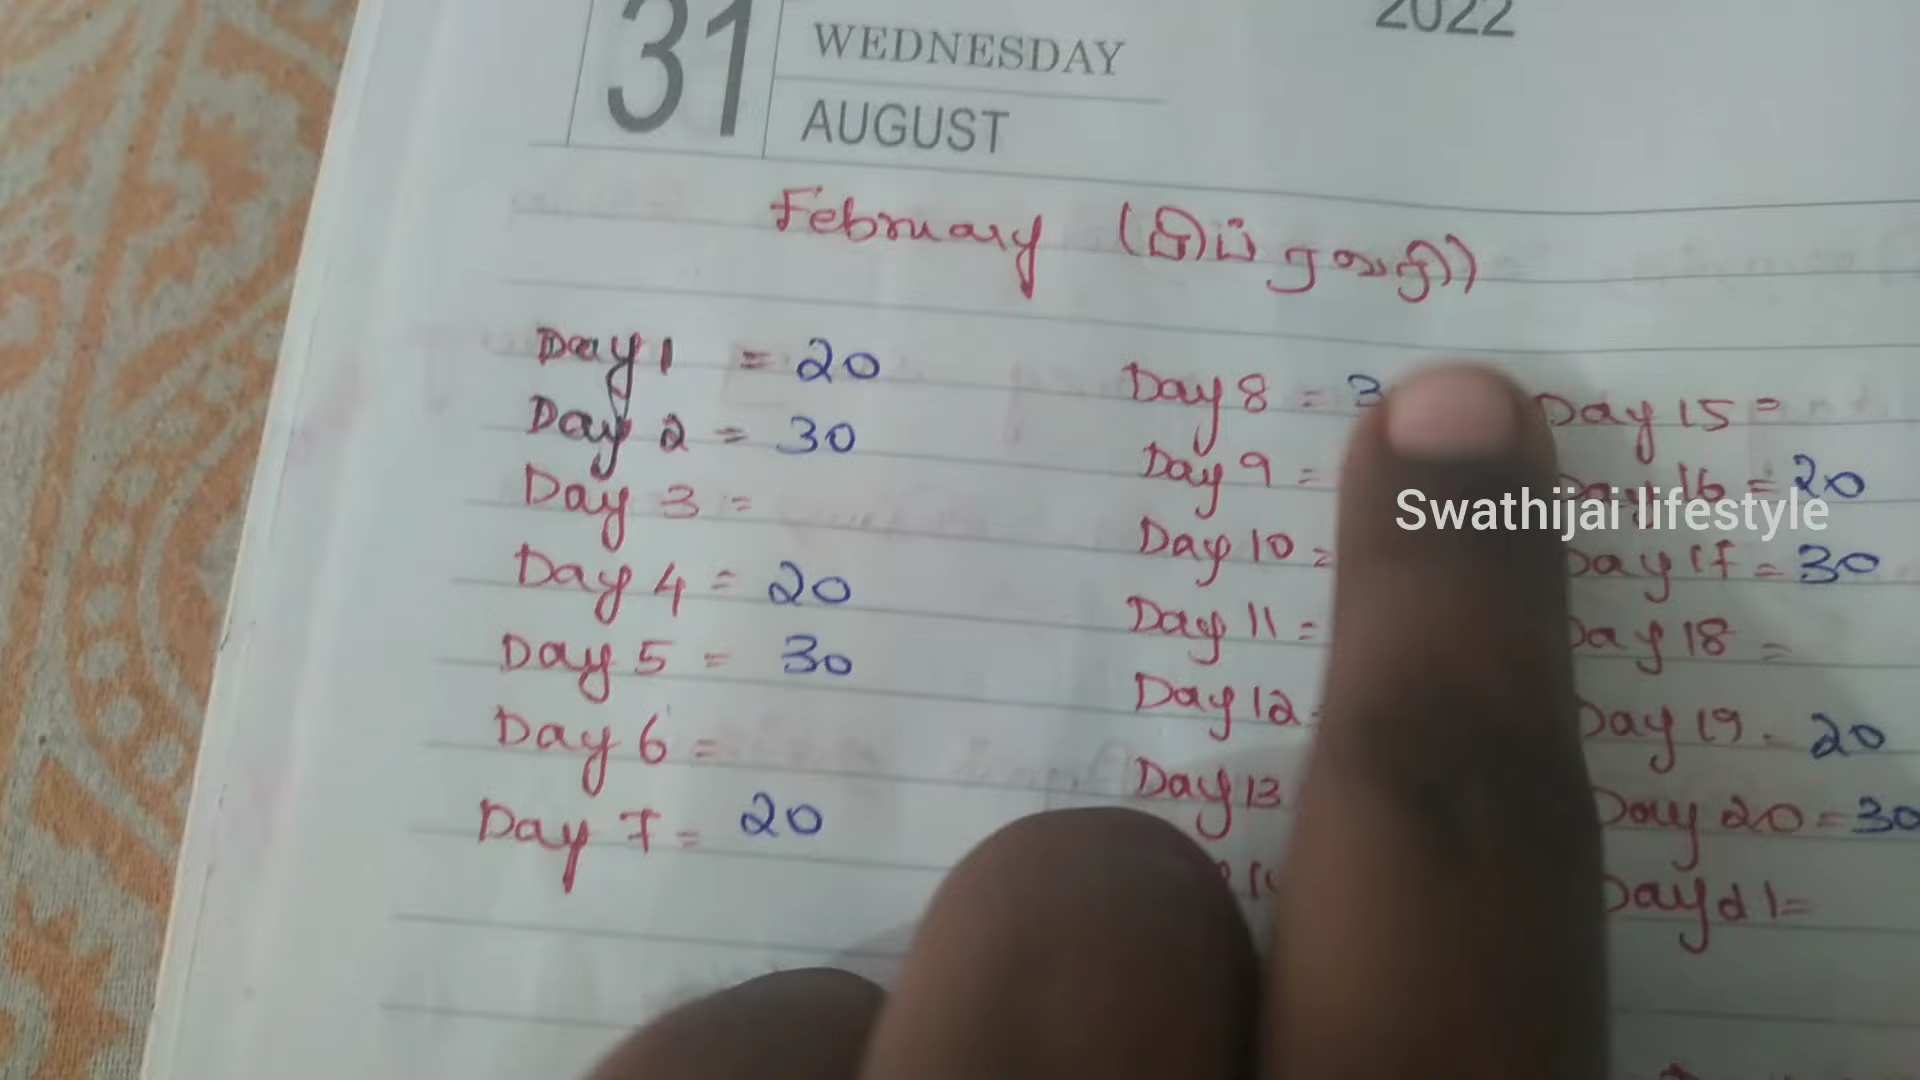 31 WEDNESDAY
AUGUST
2022
February (பிப்ரவரி)
Day 1 = 20
Day 2 = 30
Day 3 =
Day 4 = 20
Day 5 = 30
Day 6 =
Day 7 = 20
Day 8 = 3
Day 9 =
Day 10 =
Day 11 =
Day 12
Day 13
Day 15 =
Day 16 = 20
Day 17 = 30
Day 18 =
Day 19 - 20
Day 20 = 30
Day 21 =
Swathijai lifestyle